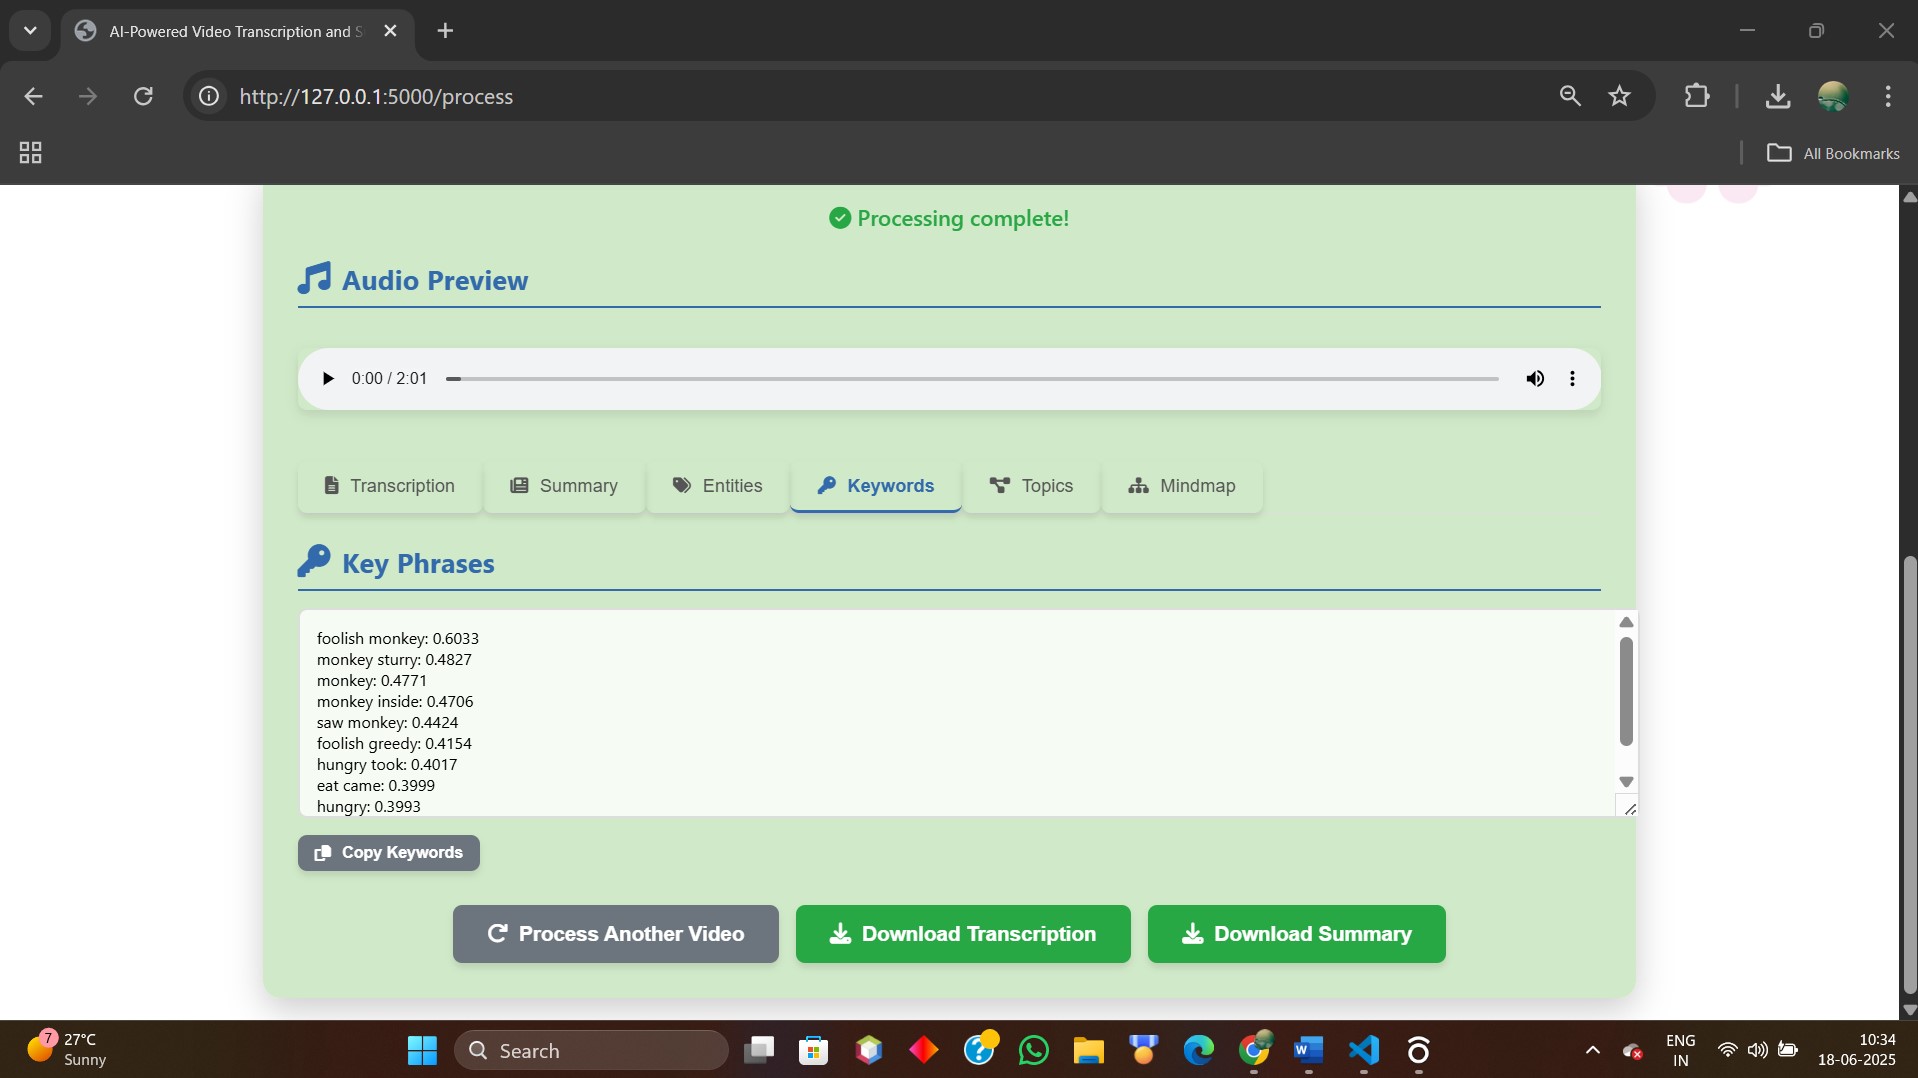 AI-Powered Video Transcription and S
http://127.0.0.1:5000/process
All Bookmarks
Processing complete!
Audio Preview
0:00 / 2:01
Transcription
Summary
Entities
Keywords
Topics
Mindmap
Key Phrases
foolish monkey: 0.6033
monkey sturry: 0.4827
monkey: 0.4771
monkey inside: 0.4706
saw monkey: 0.4424
foolish greedy: 0.4154
hungry took: 0.4017
eat came: 0.3999
hungry: 0.3993
Copy Keywords
Process Another Video
Download Transcription
Download Summary
7
27°C
Sunny
Search
W
ENG
IN
10:34
18-06-2025